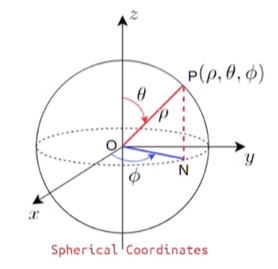 z
P(ρ, θ, ϕ)
θ
ρ
O
y
N
ϕ
x
Spherical Coordinates